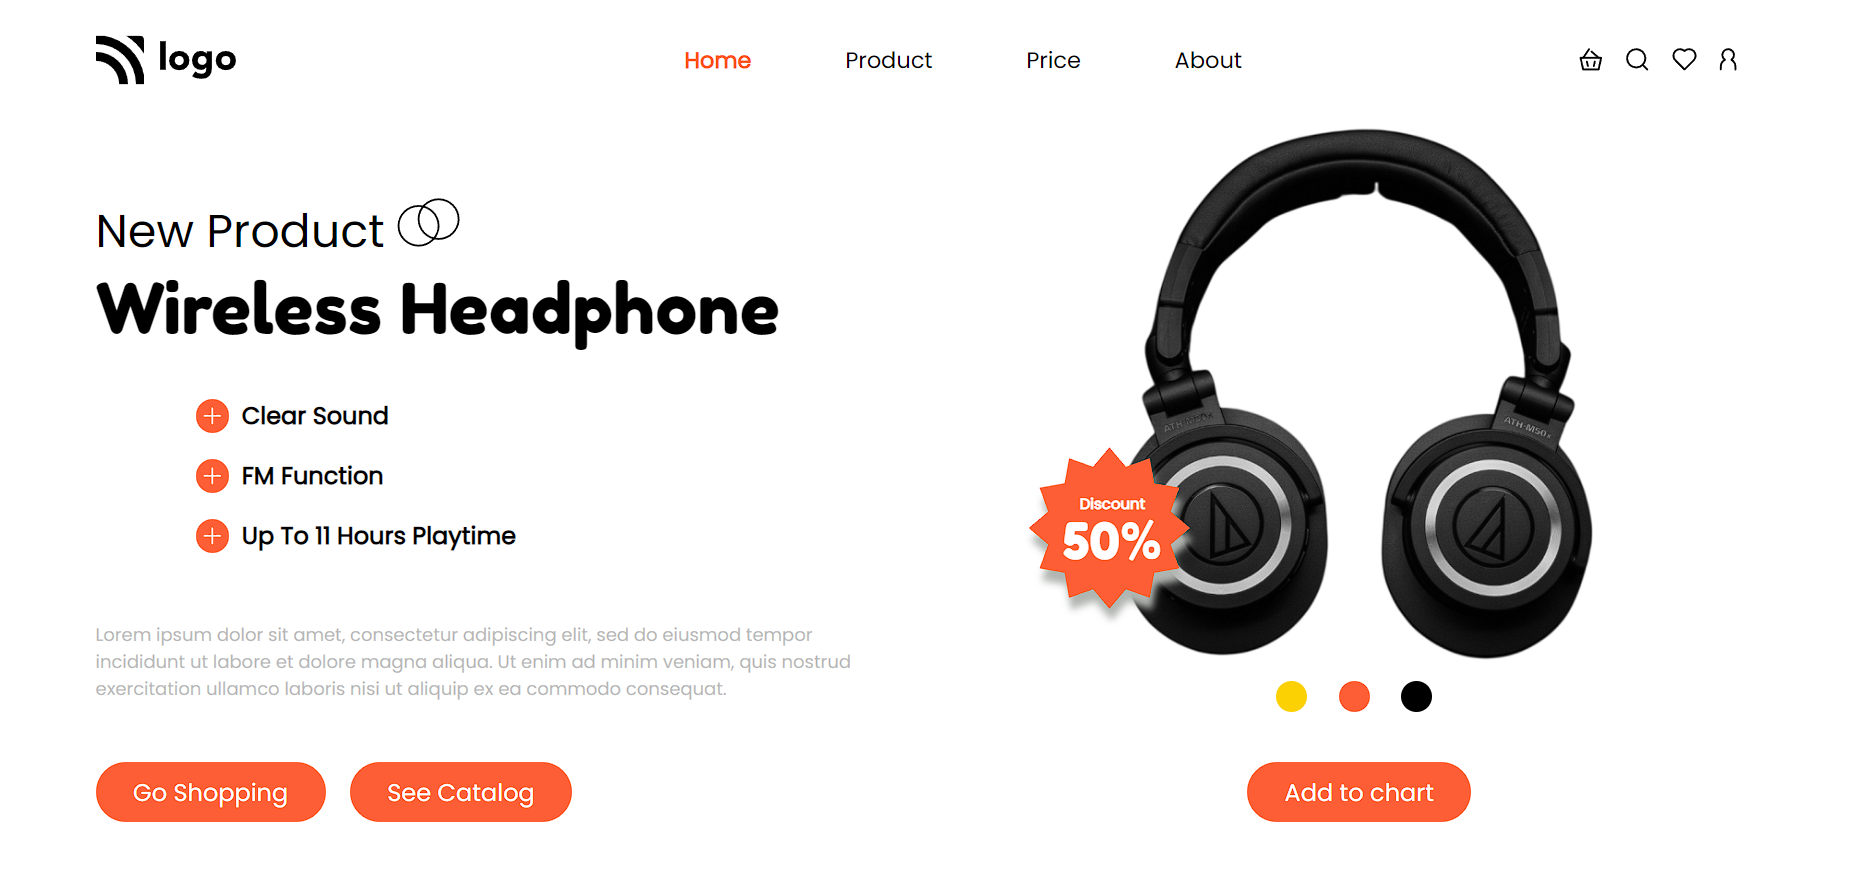 logo
Home
Product
Price
About
New Product
Wireless Headphone
Clear Sound
FM Function
Up To 11 Hours Playtime
Lorem ipsum dolor sit amet, consectetur adipiscing elit, sed do eiusmod tempor
incididunt ut labore et dolore magna aliqua. Ut enim ad minim veniam, quis nostrud
exercitation ullamco laboris nisi ut aliquip ex ea commodo consequat.
Go Shopping
See Catalog
ATH-M50x
ATH-M50x
Discount
50%
Add to chart